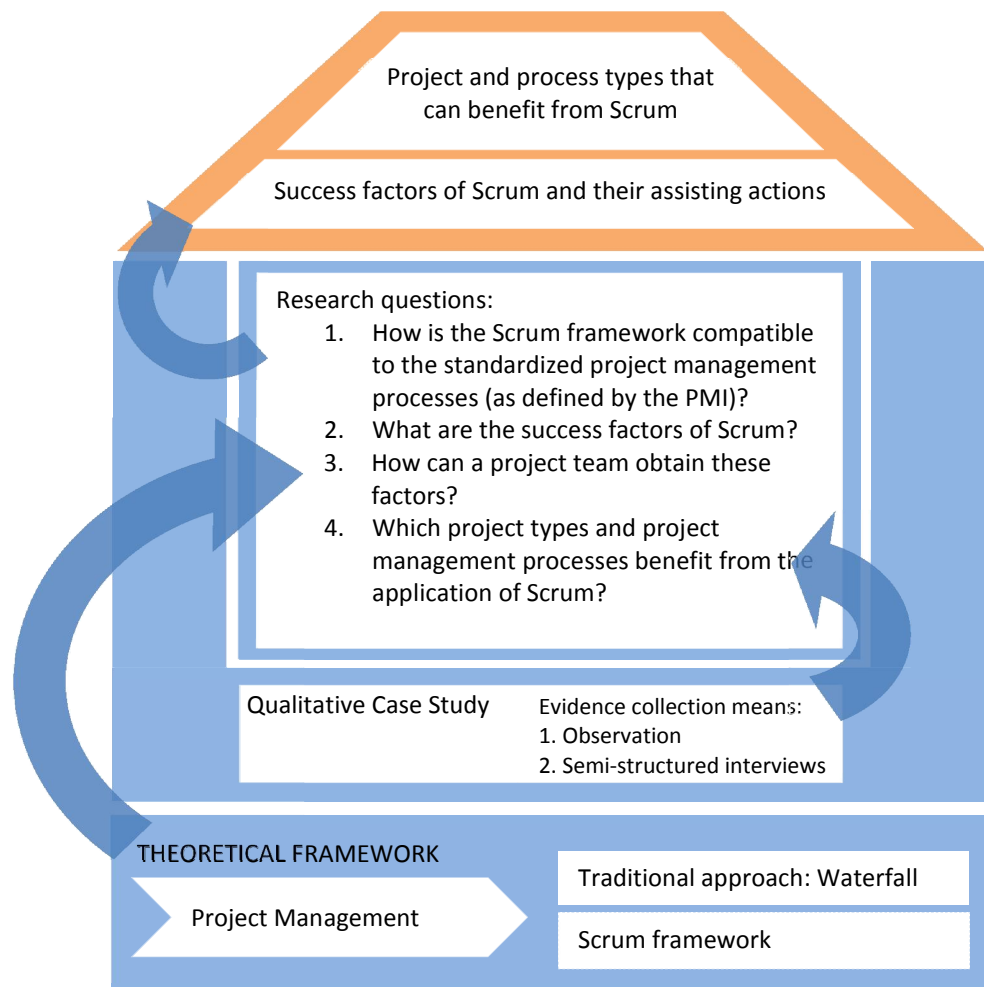 Project and process types that
can benefit from Scrum
Success factors of Scrum and their assisting actions
Research questions:
1. How is the Scrum framework compatible
to the standardized project management
processes (as defined by the PMI)?
2. What are the success factors of Scrum?
3. How can a project team obtain these
factors?
4. Which project types and project
management processes benefit from the
application of Scrum?
Qualitative Case Study
Evidence collection means:
1. Observation
2. Semi-structured interviews
THEORETICAL FRAMEWORK
Project Management
Traditional approach: Waterfall
Scrum framework